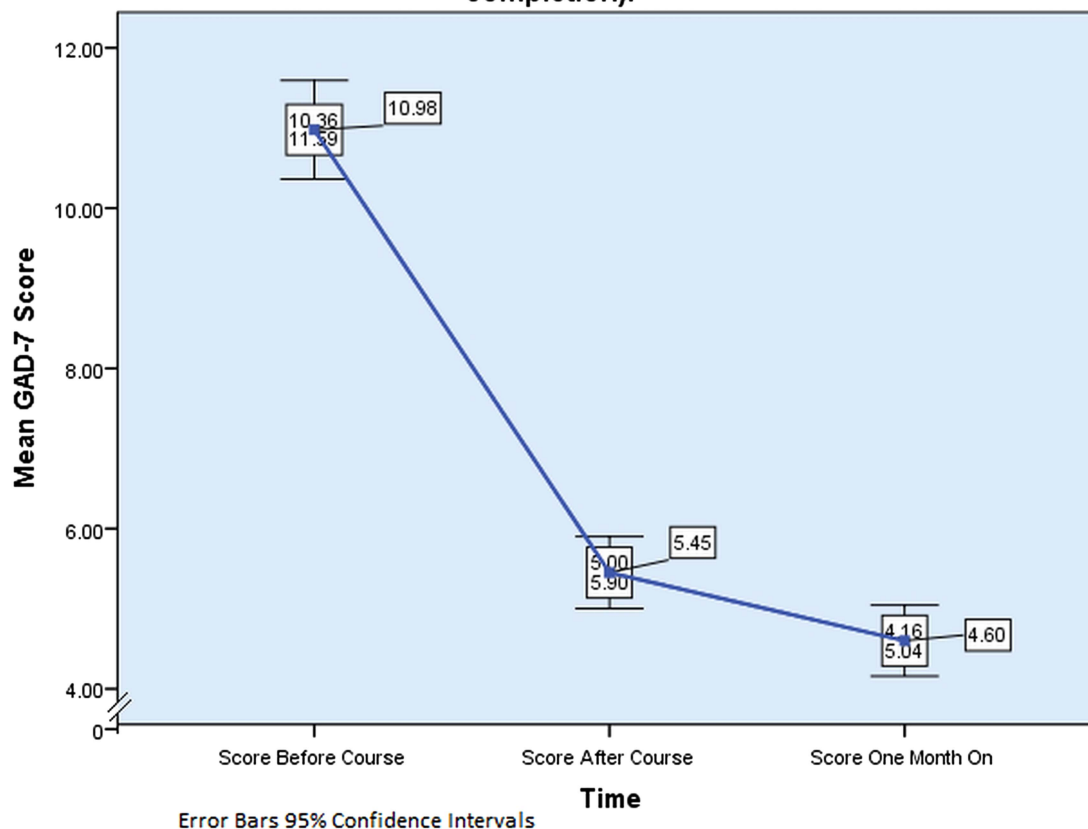 completion).
12.00
10.98
10.36
11.59
10.00
Mean GAD-7 Score
8.00
6.00
5.45
5.00
5.90
4.16
5.04
4.60
4.00
0
Score Before Course
Score After Course
Score One Month On
Time
Error Bars 95% Confidence Intervals